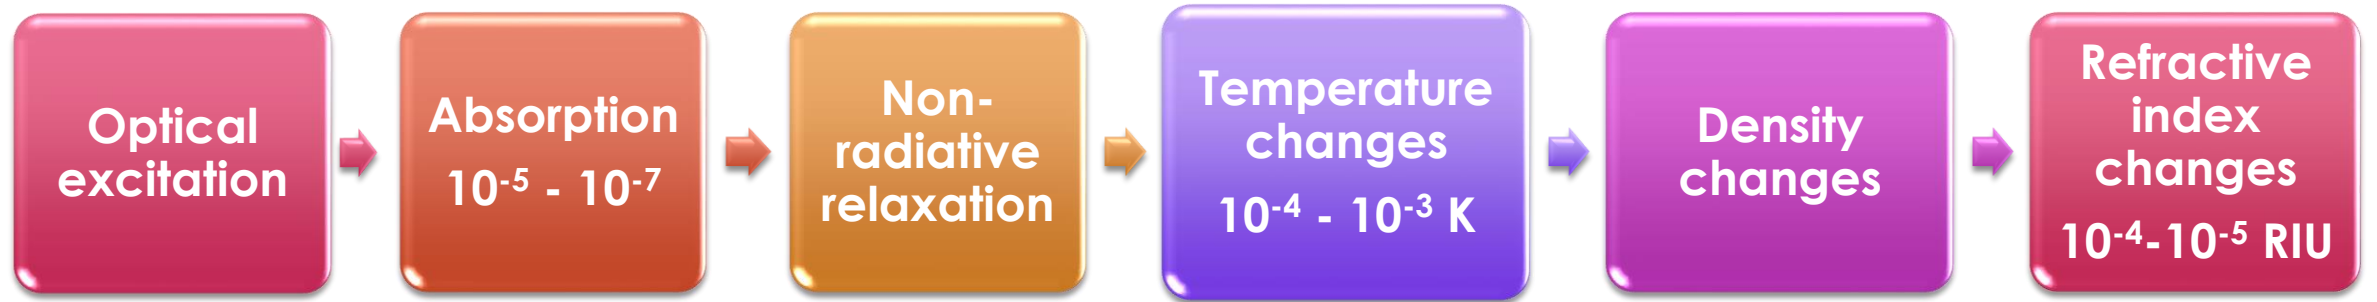 Optical
excitation
Absorption
10⁻⁵ - 10⁻⁷
Non-
radiative
relaxation
Temperature
changes
10⁻⁴ - 10⁻³ K
Density
changes
Refractive
index
changes
10⁻⁴-10⁻⁵ RIU